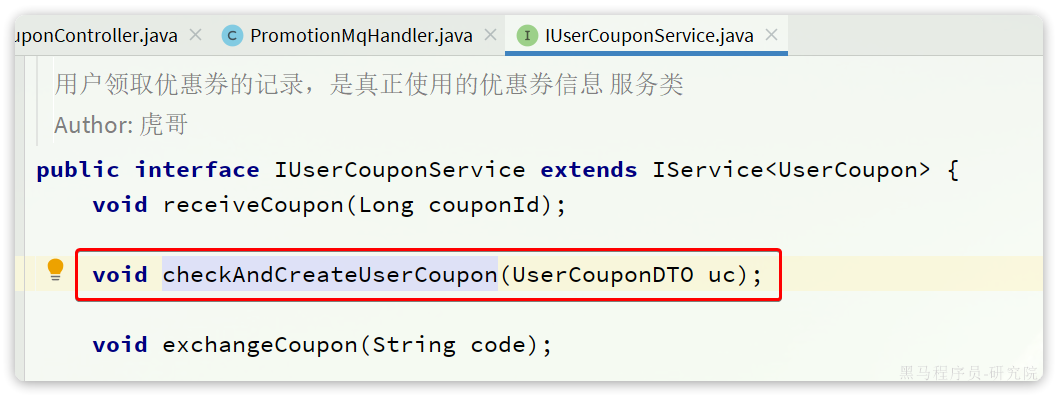 uponController.java
PromotionMqHandler.java
IUserCouponService.java
用户领取优惠券的记录，是真正使用的优惠券信息 服务类
Author: 虎哥
public interface IUserCouponService extends IService<UserCoupon> {
void receiveCoupon(Long couponId);
void checkAndCreateUserCoupon(UserCouponDTO uc);
void exchangeCoupon(String code);
黑马程序员-研究院